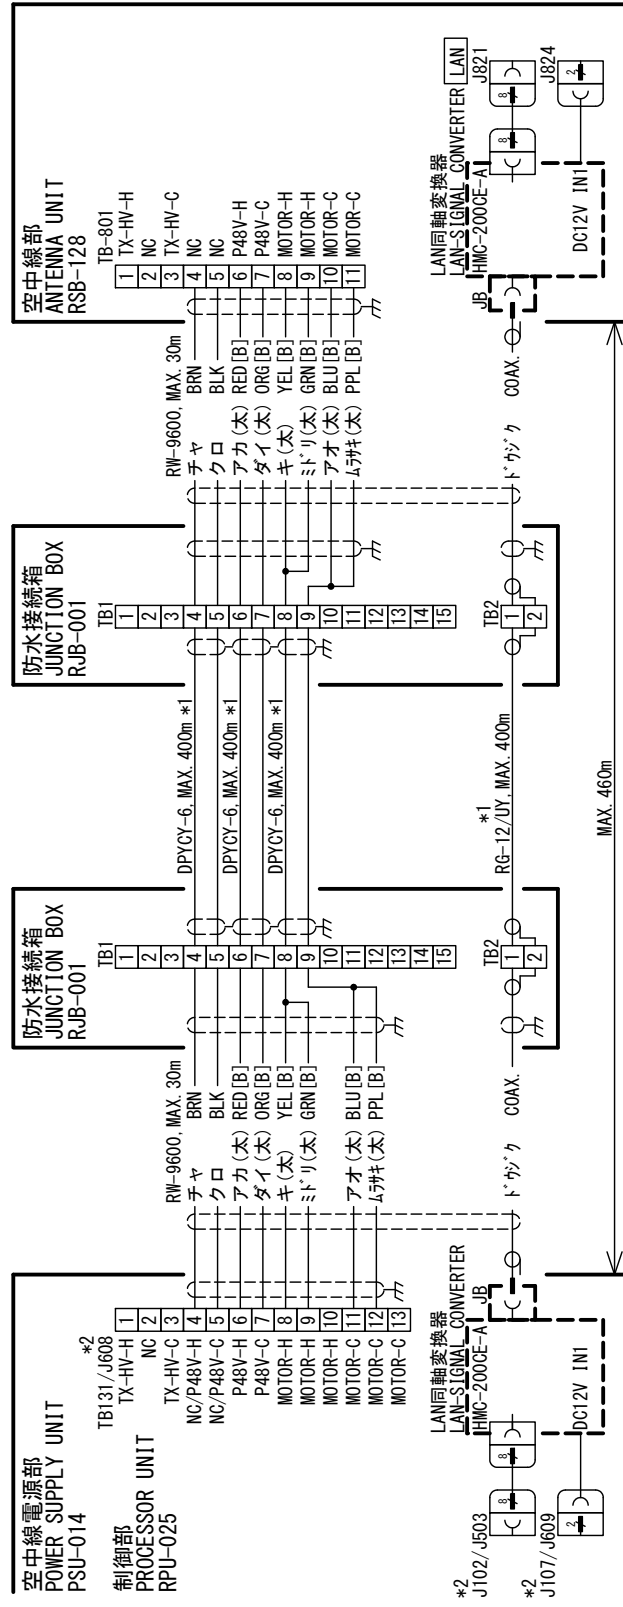 空中線電源部
POWER SUPPLY UNIT
PSU-014
制御部
PROCESSOR UNIT
RPU-025
*2
TB131/J608
TX-HV-H 1
NC 2
TX-HV-C 3
NC/P48V-H 4
NC/P48V-C 5
P48V-H 6
P48V-C 7
MOTOR-H 8
MOTOR-H 9
MOTOR-H 10
MOTOR-C 11
MOTOR-C 12
MOTOR-C 13
LAN同軸変換器
LAN-SIGNAL CONVERTER
HMC-200CE-A
JB
DC12V IN1
8
8
*2
J102/J503
2
*2
J107/J609
RW-9600, MAX. 30m
チャ BRN
クロ BLK
アカ(太) RED[B]
ダイ(太) ORG[B]
キ(太) YEL[B]
ミドリ(太) GRN[B]
アオ(太) BLU[B]
ムラサキ(太) PPL[B]
ドウジク COAX.
防水接続箱
JUNCTION BOX
RJB-001
TB1
1
2
3
4
5
6
7
8
9
10
11
12
13
14
15
TB2
1
2
DPYCY-6, MAX. 400m *1
DPYCY-6, MAX. 400m *1
DPYCY-6, MAX. 400m *1
*1
RG-12/UY, MAX. 400m
防水接続箱
JUNCTION BOX
RJB-001
TB1
1
2
3
4
5
6
7
8
9
10
11
12
13
14
15
TB2
1
2
RW-9600, MAX. 30m
チャ BRN
クロ BLK
アカ(太) RED[B]
ダイ(太) ORG[B]
キ(太) YEL[B]
ミドリ(太) GRN[B]
アオ(太) BLU[B]
ムラサキ(太) PPL[B]
ドウジク COAX.
空中線部
ANTENNA UNIT
RSB-128
TB-801
1 TX-HV-H
2 NC
3 TX-HV-C
4 NC
5 NC
6 P48V-H
7 P48V-C
8 MOTOR-H
9 MOTOR-H
10 MOTOR-C
11 MOTOR-C
LAN同軸変換器
LAN-SIGNAL CONVERTER LAN
HMC-200CE-A
JB
DC12V IN1
8
8
J821
2
J824
MAX. 460m